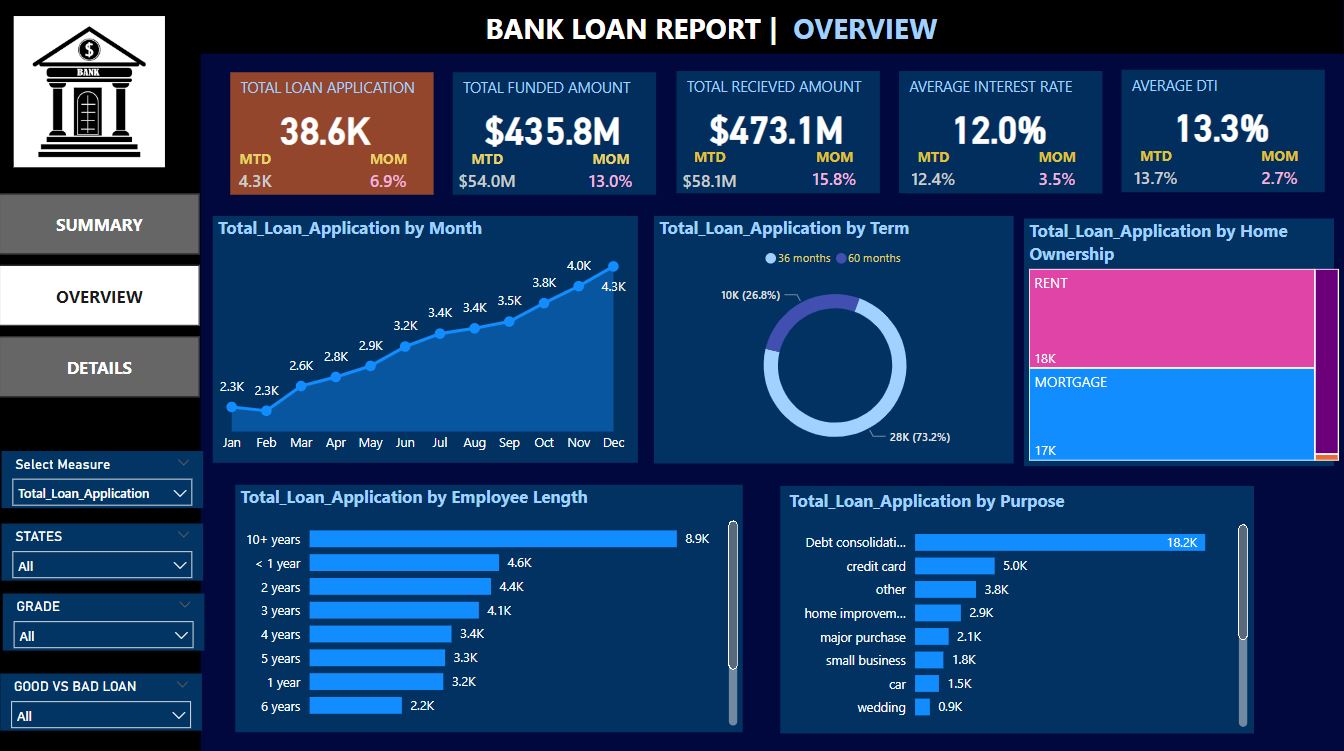 BANK LOAN REPORT | OVERVIEW
$
BANK
SUMMARY
OVERVIEW
DETAILS
Select Measure
Total_Loan_Application
STATES
All
GRADE
All
GOOD VS BAD LOAN
All
TOTAL LOAN APPLICATION
38.6K
MTD MOM
4.3K 6.9%
TOTAL FUNDED AMOUNT
$435.8M
MTD MOM
$54.0M 13.0%
TOTAL RECIEVED AMOUNT
$473.1M
MTD MOM
$58.1M 15.8%
AVERAGE INTEREST RATE
12.0%
MTD MOM
12.4% 3.5%
AVERAGE DTI
13.3%
MTD MOM
13.7% 2.7%
Total_Loan_Application by Month
2.3K 2.3K 2.6K 2.8K 2.9K 3.2K 3.4K 3.4K 3.5K 3.8K 4.0K 4.3K
Jan Feb Mar Apr May Jun Jul Aug Sep Oct Nov Dec
Total_Loan_Application by Term
36 months 60 months
10K (26.8%)
28K (73.2%)
Total_Loan_Application by Home
Ownership
RENT
18K
MORTGAGE
17K
Total_Loan_Application by Employee Length
10+ years 8.9K
< 1 year 4.6K
2 years 4.4K
3 years 4.1K
4 years 3.4K
5 years 3.3K
1 year 3.2K
6 years 2.2K
Total_Loan_Application by Purpose
Debt consolidati... 18.2K
credit card 5.0K
other 3.8K
home improvem... 2.9K
major purchase 2.1K
small business 1.8K
car 1.5K
wedding 0.9K